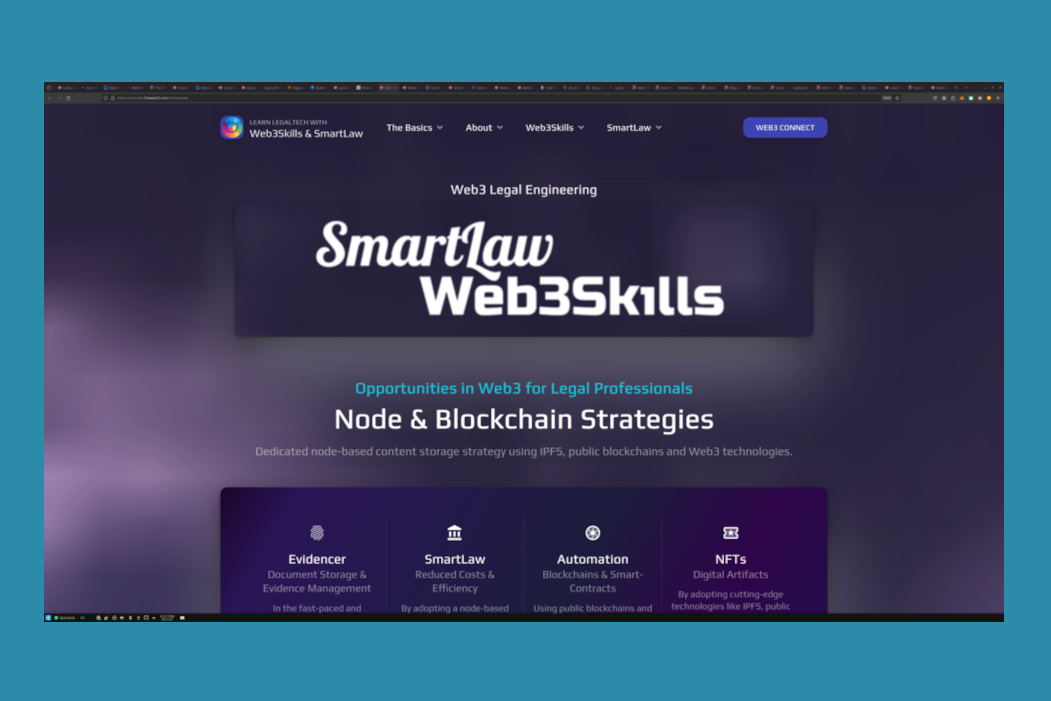 LEARN LEGALTECH WITH
Web3Skills & SmartLaw
The Basics
About
Web3Skills
SmartLaw
WEB3 CONNECT
Web3 Legal Engineering
SmartLaw
Web3Skılls
Opportunities in Web3 for Legal Professionals
Node & Blockchain Strategies
Dedicated node-based content storage strategy using IPFS, public blockchains and Web3 technologies.
Evidencer
Document Storage &
Evidence Management
In the fast-paced and
SmartLaw
Reduced Costs &
Efficiency
By adopting a node-based
Automation
Blockchains & Smart-
Contracts
Using public blockchains and
NFTs
Digital Artifacts
By adopting cutting-edge
technologies like IPFS, public